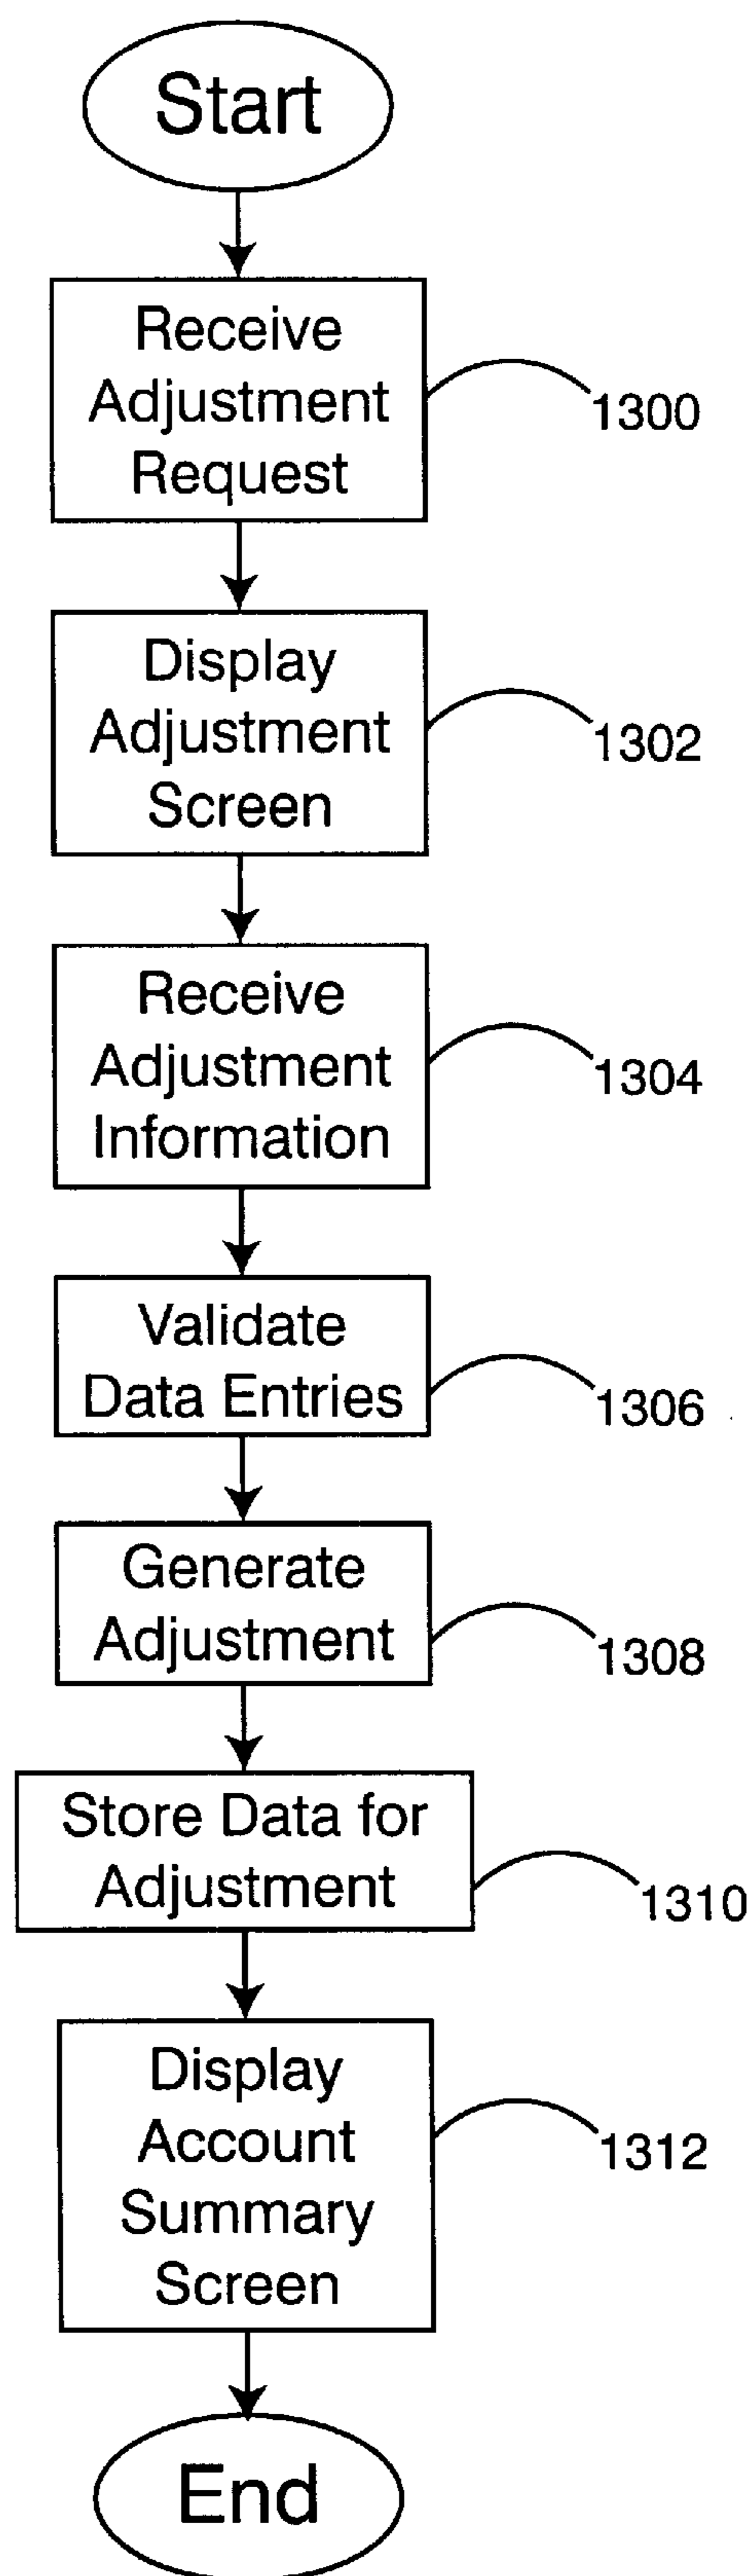 Start
Receive
Adjustment
Request
1300
Display
Adjustment
Screen
1302
Receive
Adjustment
Information
1304
Validate
Data Entries
1306
Generate
Adjustment
1308
Store Data for
Adjustment
1310
Display
Account
Summary
Screen
1312
End